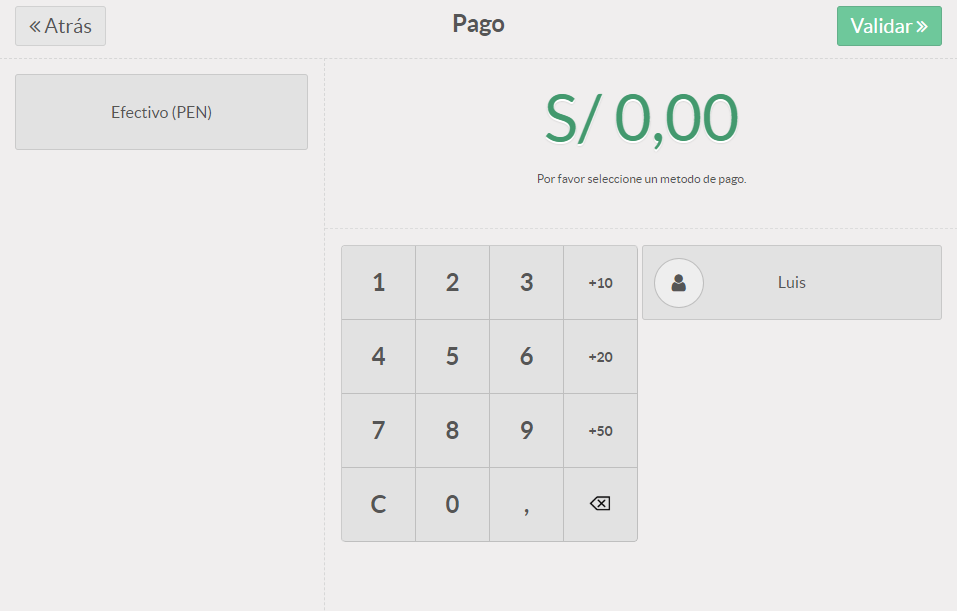 « Atrás
Pago
Validar »
Efectivo (PEN)
S/ 0,00
Por favor seleccione un metodo de pago.
1 2 3 +10
Luis
4 5 6 +20
7 8 9 +50
C 0 ,